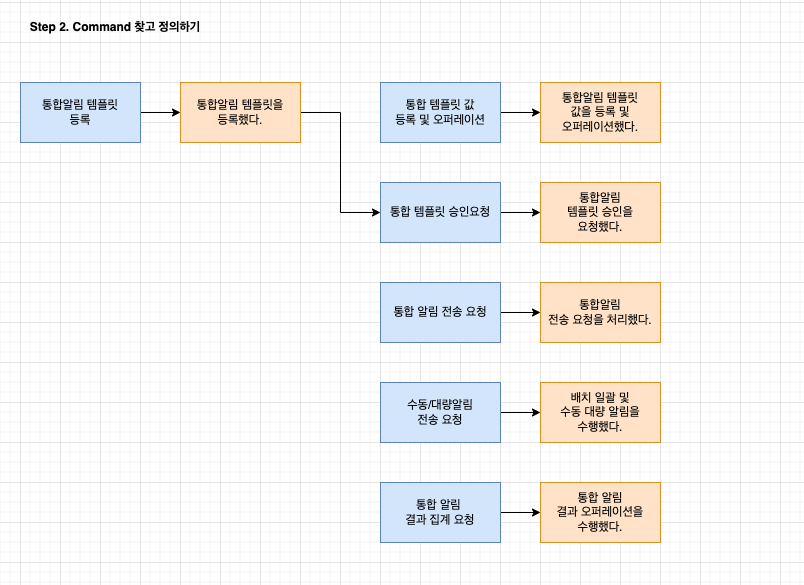 Step 2. Command 찾고 정의하기
통합알림 템플릿
등록
통합알림 템플릿을
등록했다.
통합 템플릿 값
등록 및 오퍼레이션
통합알림 템플릿
값을 등록 및
오퍼레이션했다.
통합 템플릿 승인요청
통합알림
템플릿 승인을
요청했다.
통합 알림 전송 요청
통합알림
전송 요청을 처리했다.
수동/대량알림
전송 요청
배치 일괄 및
수동 대량 알림을
수행했다.
통합 알림
결과 집계 요청
통합 알림
결과 오퍼레이션을
수행했다.